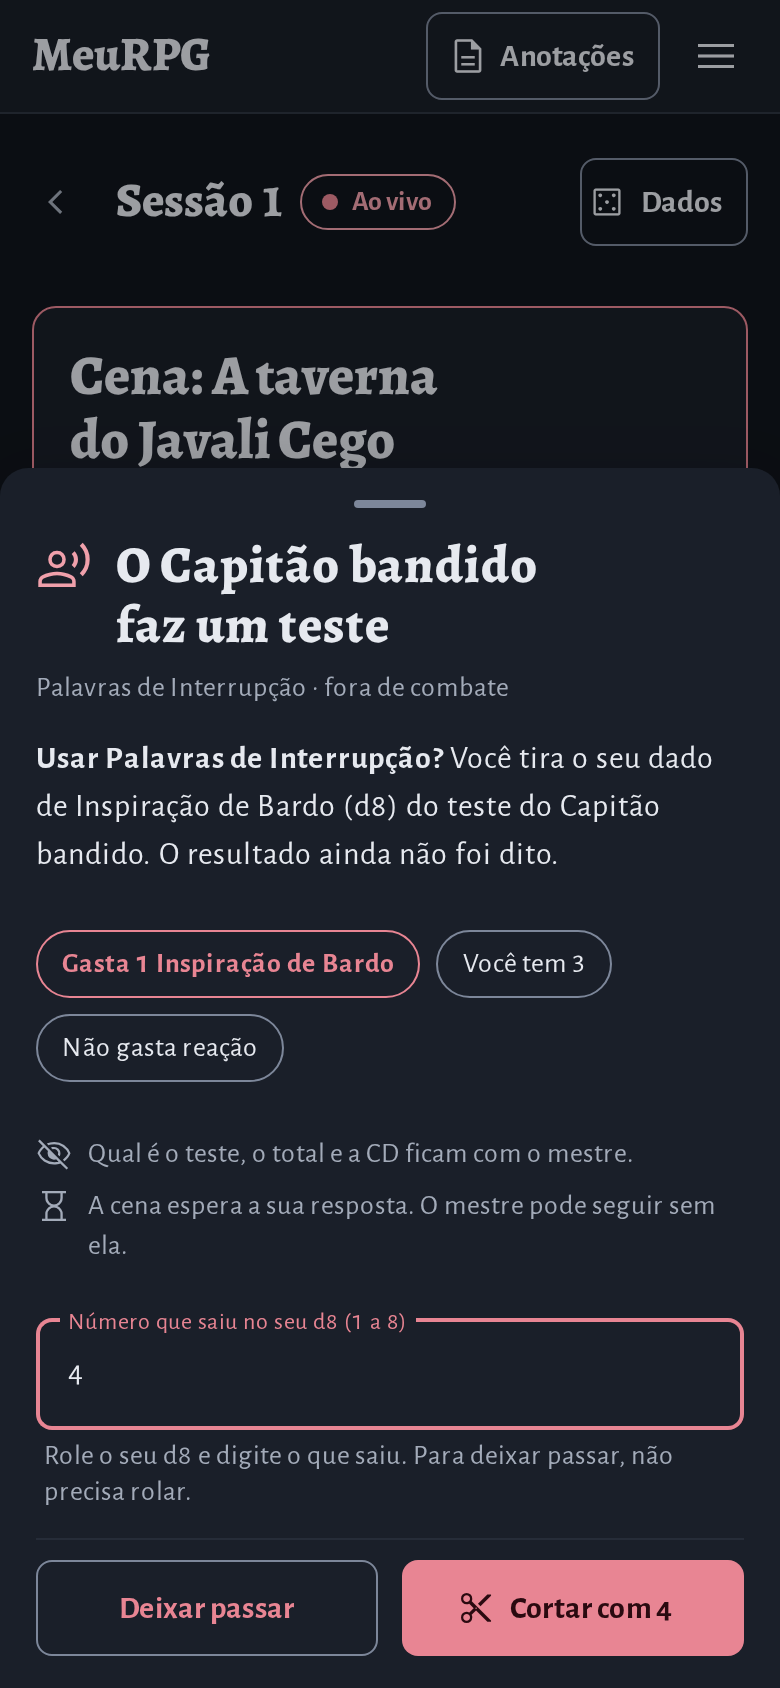 MeuRPG
Anotações
Sessão 1
Ao vivo
Dados
Cena: A taverna
do Javali Cego
O Capitão bandido
faz um teste
Palavras de Interrupção · fora de combate
Usar Palavras de Interrupção? Você tira o seu dado
de Inspiração de Bardo (d8) do teste do Capitão
bandido. O resultado ainda não foi dito.
Gasta 1 Inspiração de Bardo
Você tem 3
Não gasta reação
Qual é o teste, o total e a CD ficam com o mestre.
A cena espera a sua resposta. O mestre pode seguir sem
ela.
Número que saiu no seu d8 (1 a 8)
4
Role o seu d8 e digite o que saiu. Para deixar passar, não
precisa rolar.
Deixar passar
Cortar com 4